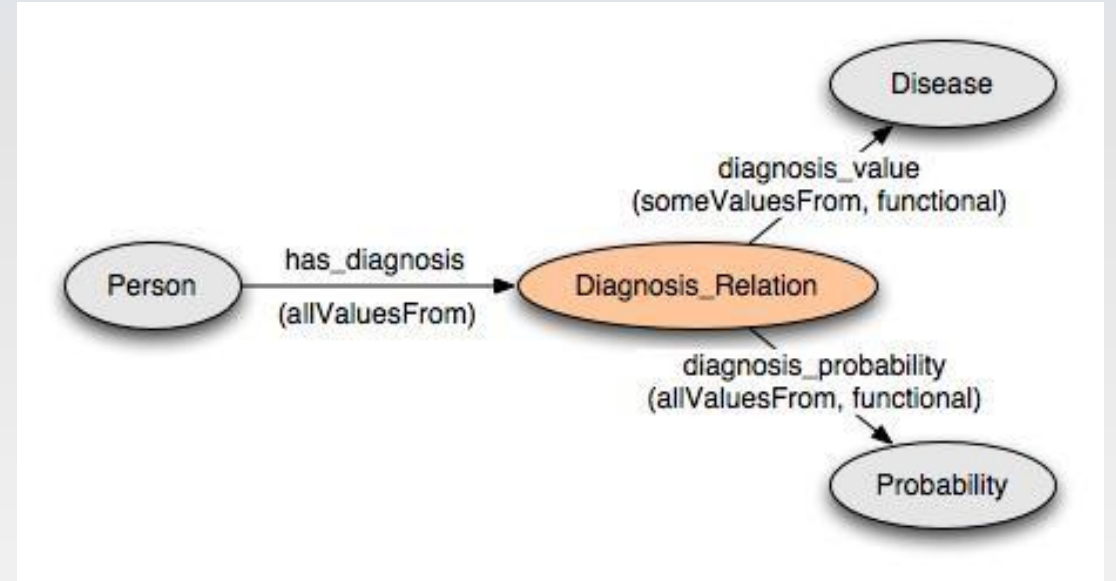 Disease
diagnosis_value
(someValuesFrom, functional)
has_diagnosis
Person
Diagnosis_Relation
(allValuesFrom)
diagnosis_probability
(allValuesFrom, functional)
Probability